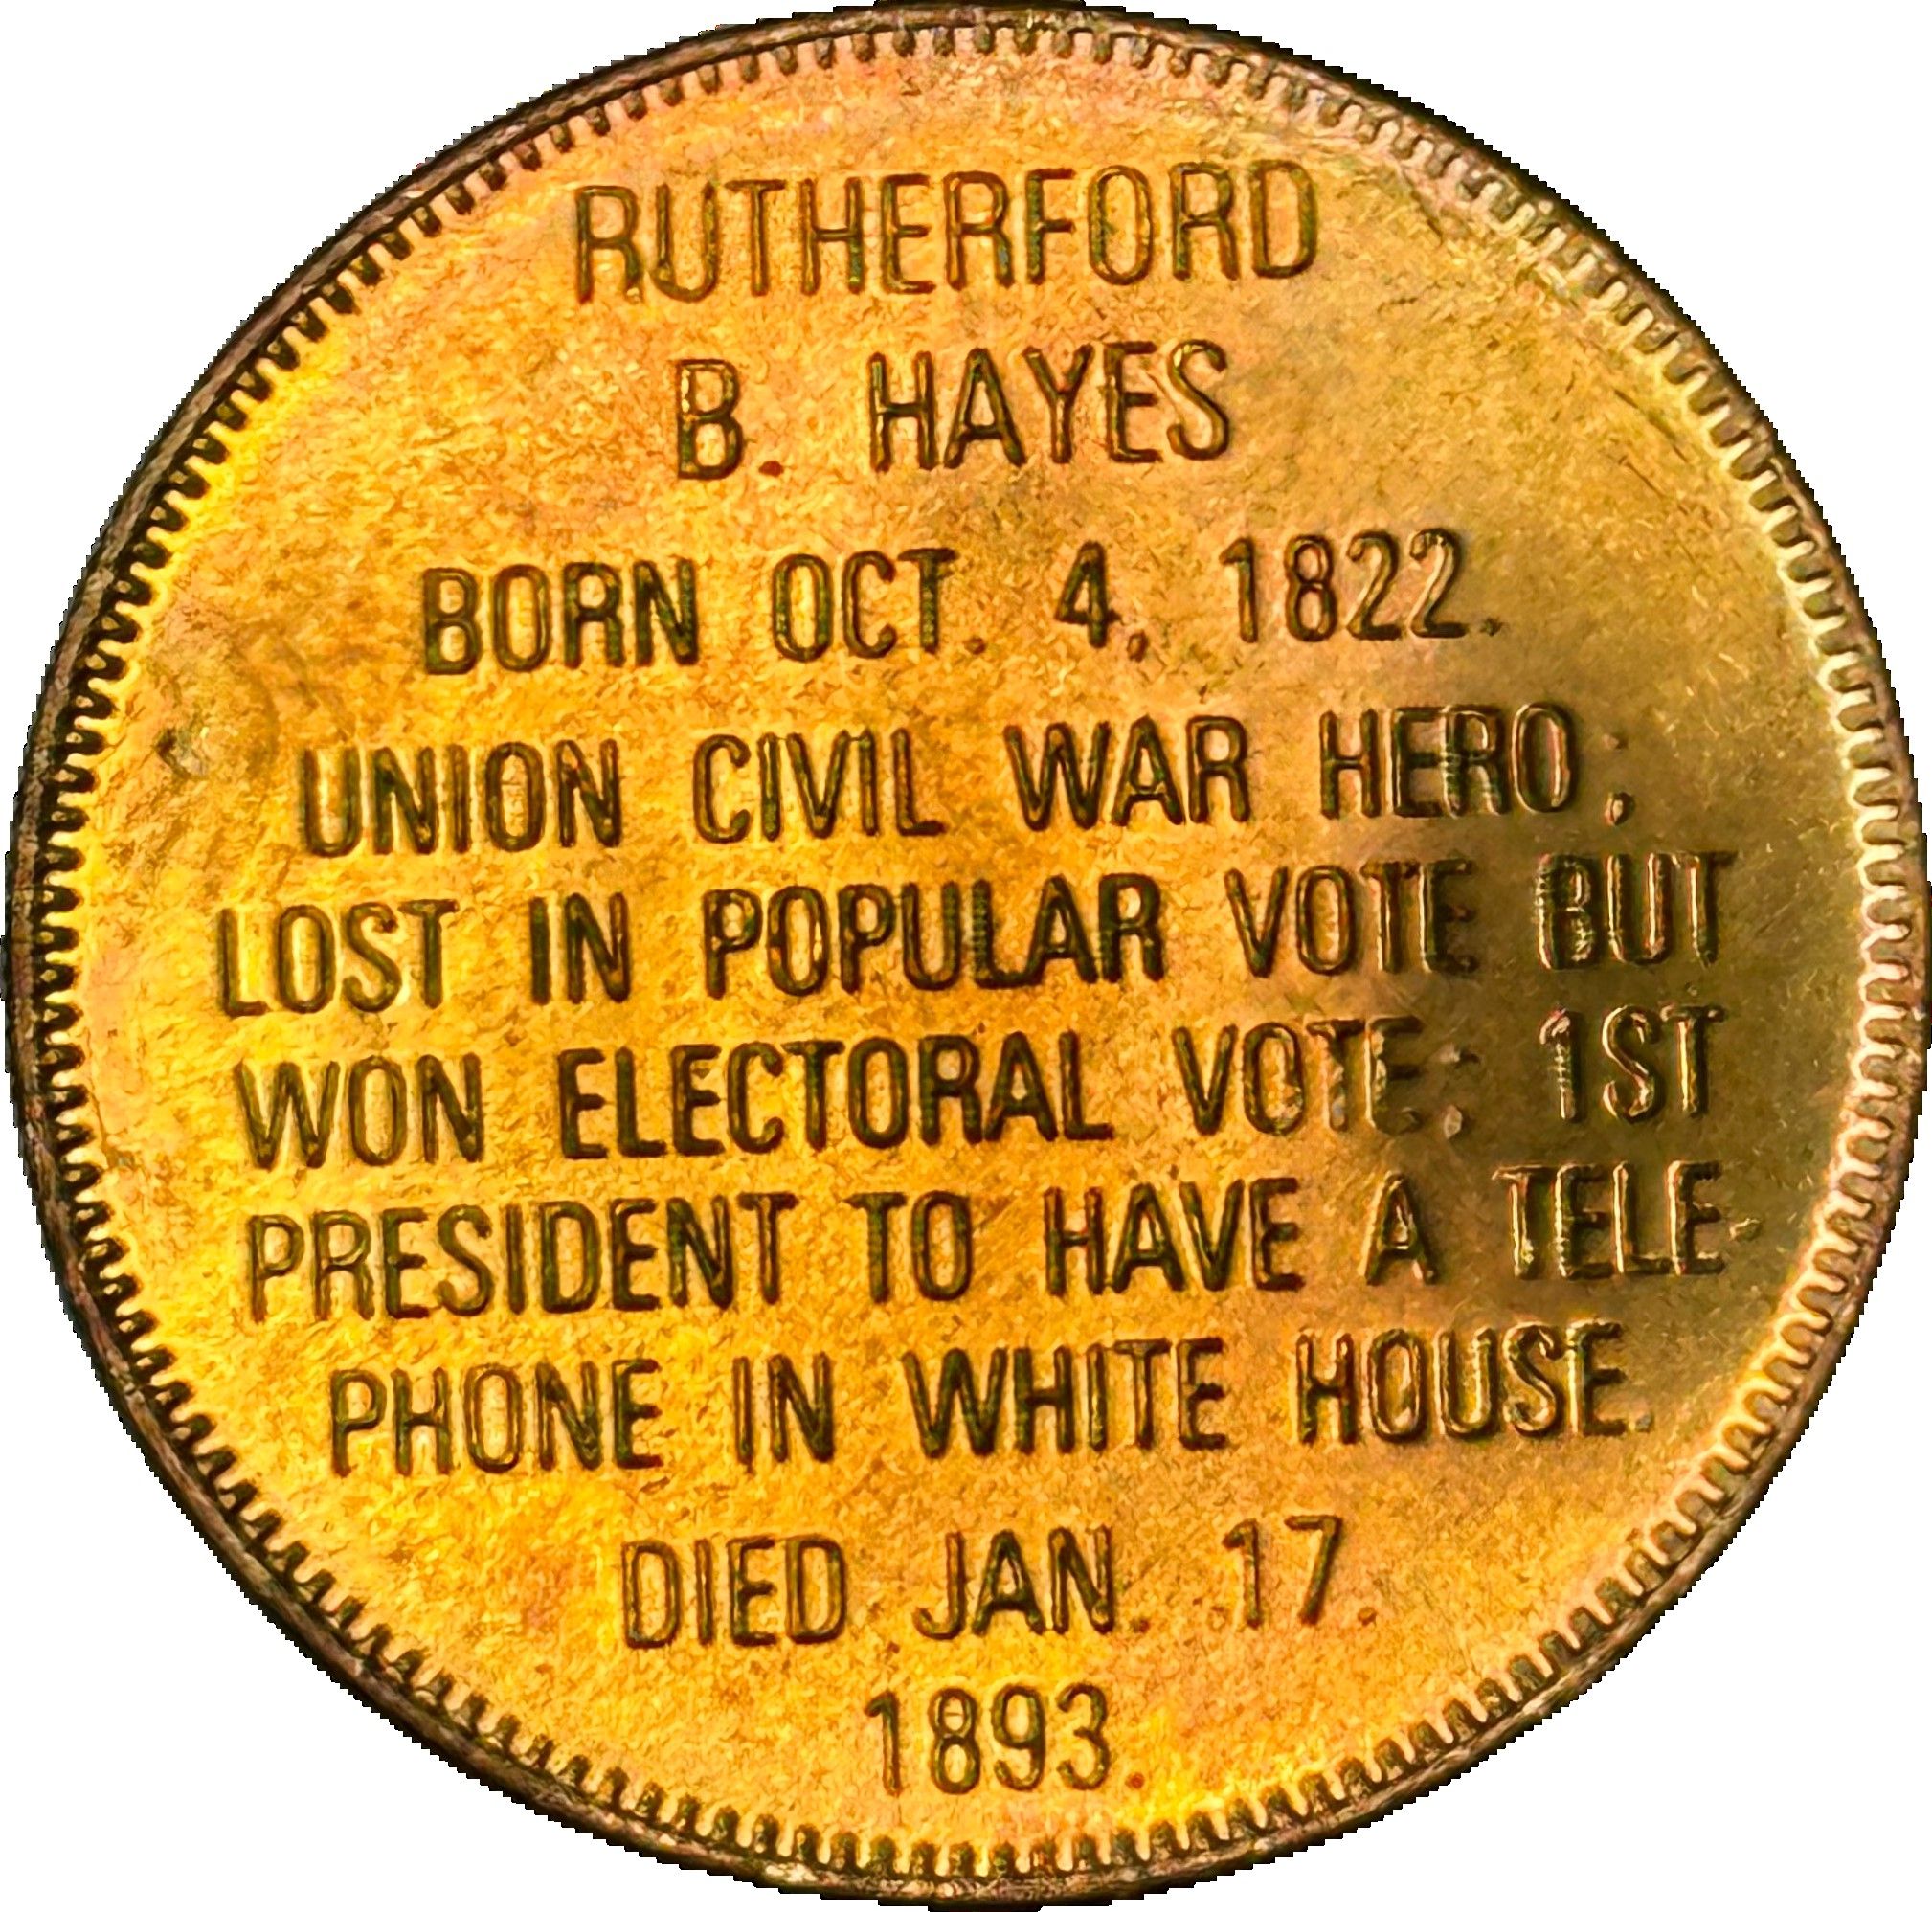 RUTHERFORD
B. HAYES
BORN OCT. 4, 1822.
UNION CIVIL WAR HERO;
LOST IN POPULAR VOTE BUT
WON ELECTORAL VOTE; 1ST
PRESIDENT TO HAVE A TELE-
PHONE IN WHITE HOUSE.
DIED JAN. 17,
1893.